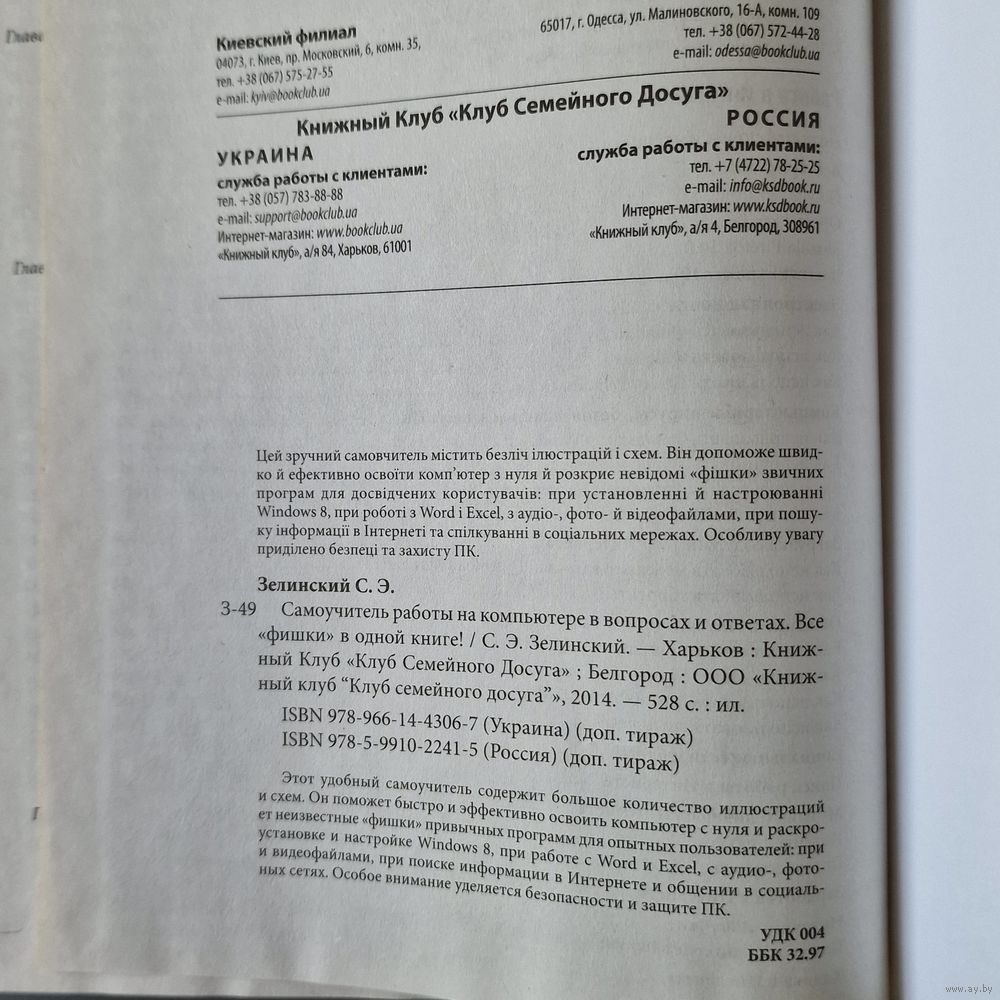 Киевский филиал
04073, г. Киев, пр. Московский, 6, комн. 35,
тел. +38 (067) 575-27-55
e-mail: kyiv@bookclub.ua
65017, г. Одесса, ул. Малиновского, 16-А, комн. 109
тел. +38 (067) 572-44-28
e-mail: odessa@bookclub.ua
Книжный Клуб «Клуб Семейного Досуга»
УКРАИНА
служба работы с клиентами:
тел. +38 (057) 783-88-88
e-mail: support@bookclub.ua
Интернет-магазин: www.bookclub.ua
«Книжный клуб», а/я 84, Харьков, 61001
РОССИЯ
служба работы с клиентами:
тел. +7 (4722) 78-25-25
e-mail: info@ksdbook.ru
Интернет-магазин: www.ksdbook.ru
«Книжный клуб», а/я 4, Белгород, 308961
Цей зручний самовчитель містить безліч ілюстрацій і схем. Він допоможе швид-
ко й ефективно освоїти комп’ютер з нуля й розкриє невідомі «фішки» звичних
програм для досвідчених користувачів: при установленні й настроюванні
Windows 8, при роботі з Word і Excel, з аудіо-, фото- й відеофайлами, при пошу-
ку інформації в Інтернеті та спілкуванні в соціальних мережах. Особливу увагу
приділено безпеці та захисту ПК.
Зелинский С. Э.
З-49 Самоучитель работы на компьютере в вопросах и ответах. Все
«фишки» в одной книге! / С. Э. Зелинский. — Харьков : Книж-
ный Клуб «Клуб Семейного Досуга» ; Белгород : ООО «Книж-
ный клуб “Клуб семейного досуга”», 2014. — 528 с. : ил.
ISBN 978-966-14-4306-7 (Украина) (доп. тираж)
ISBN 978-5-9910-2241-5 (Россия) (доп. тираж)
Этот удобный самоучитель содержит большое количество иллюстраций
и схем. Он поможет быстро и эффективно освоить компьютер с нуля и раскро-
ет неизвестные «фишки» привычных программ для опытных пользователей: при
установке и настройке Windows 8, при работе с Word и Excel, с аудио-, фото-
и видеофайлами, при поиске информации в Интернете и общении в социаль-
ных сетях. Особое внимание уделяется безопасности и защите ПК.
УДК 004
ББК 32.97
www.ay.by